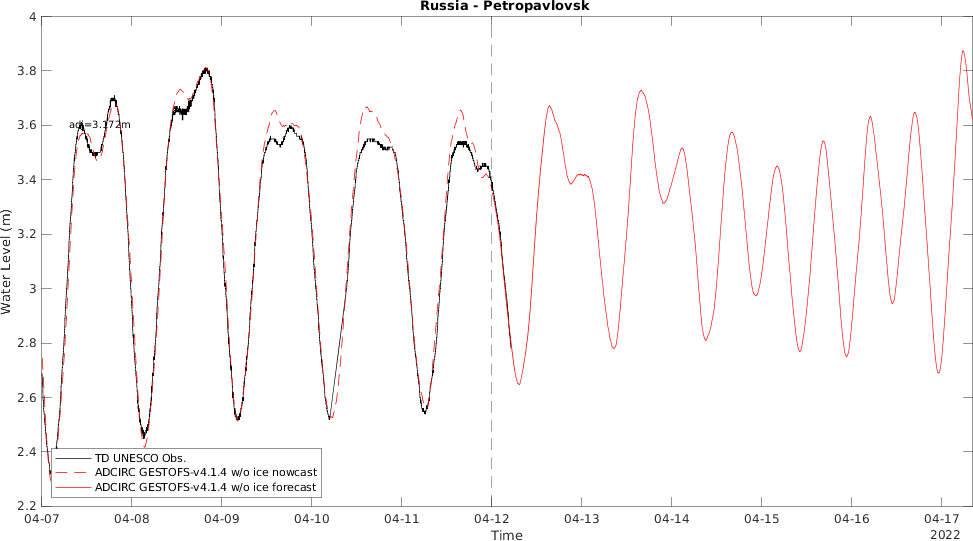 Russia - Petropavlovsk
4
3.8
3.6
3.4
3.2
3
2.8
2.6
2.4
2.2
Water Level (m)
adj=3.172m
TD UNESCO Obs.
ADCIRC GESTOFS-v4.1.4 w/o ice nowcast
ADCIRC GESTOFS-v4.1.4 w/o ice forecast
04-07 04-08 04-09 04-10 04-11 04-12 04-13 04-14 04-15 04-16 04-17
Time
2022